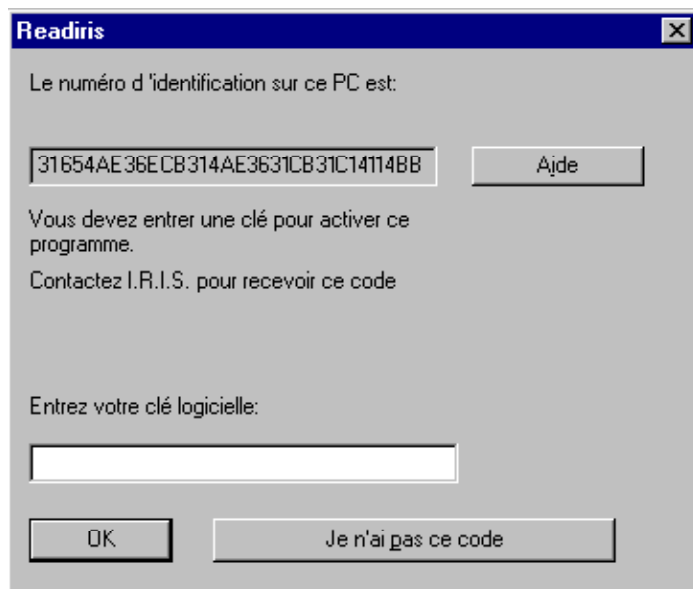 Readiris
Le numéro d 'identification sur ce PC est:
31654AE36ECB314AE3631CB31C14114BB
Aide
Vous devez entrer une clé pour activer ce
programme.
Contactez I.R.I.S. pour recevoir ce code
Entrez votre clé logicielle:
OK
Je n'ai pas ce code